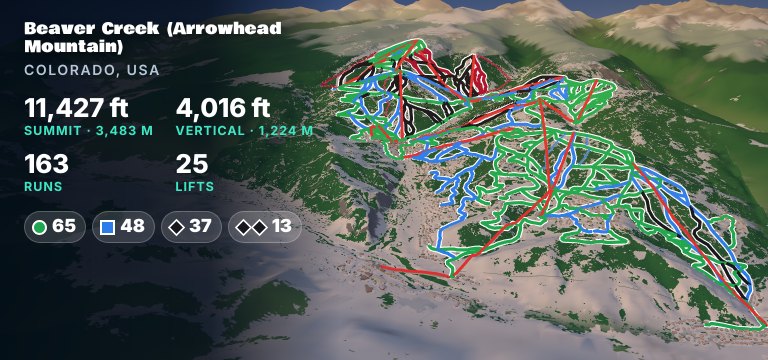 Beaver Creek (Arrowhead
Mountain)
COLORADO, USA
11,427 ft 4,016 ft
SUMMIT · 3,483 M VERTICAL · 1,224 M
163 25
RUNS LIFTS
65 48 37 13